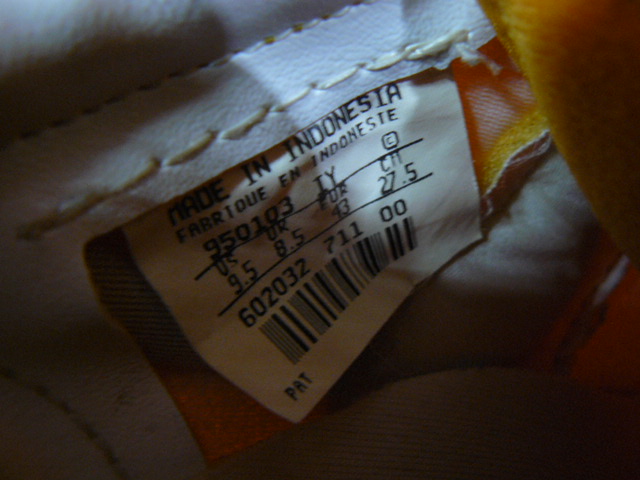 MADE IN INDONESIA
FABRIQUE EN INDONESIE
950103 TY ©
US UK EUR CM
9.5 8.5 43 27.5
602032 711 00
PAT